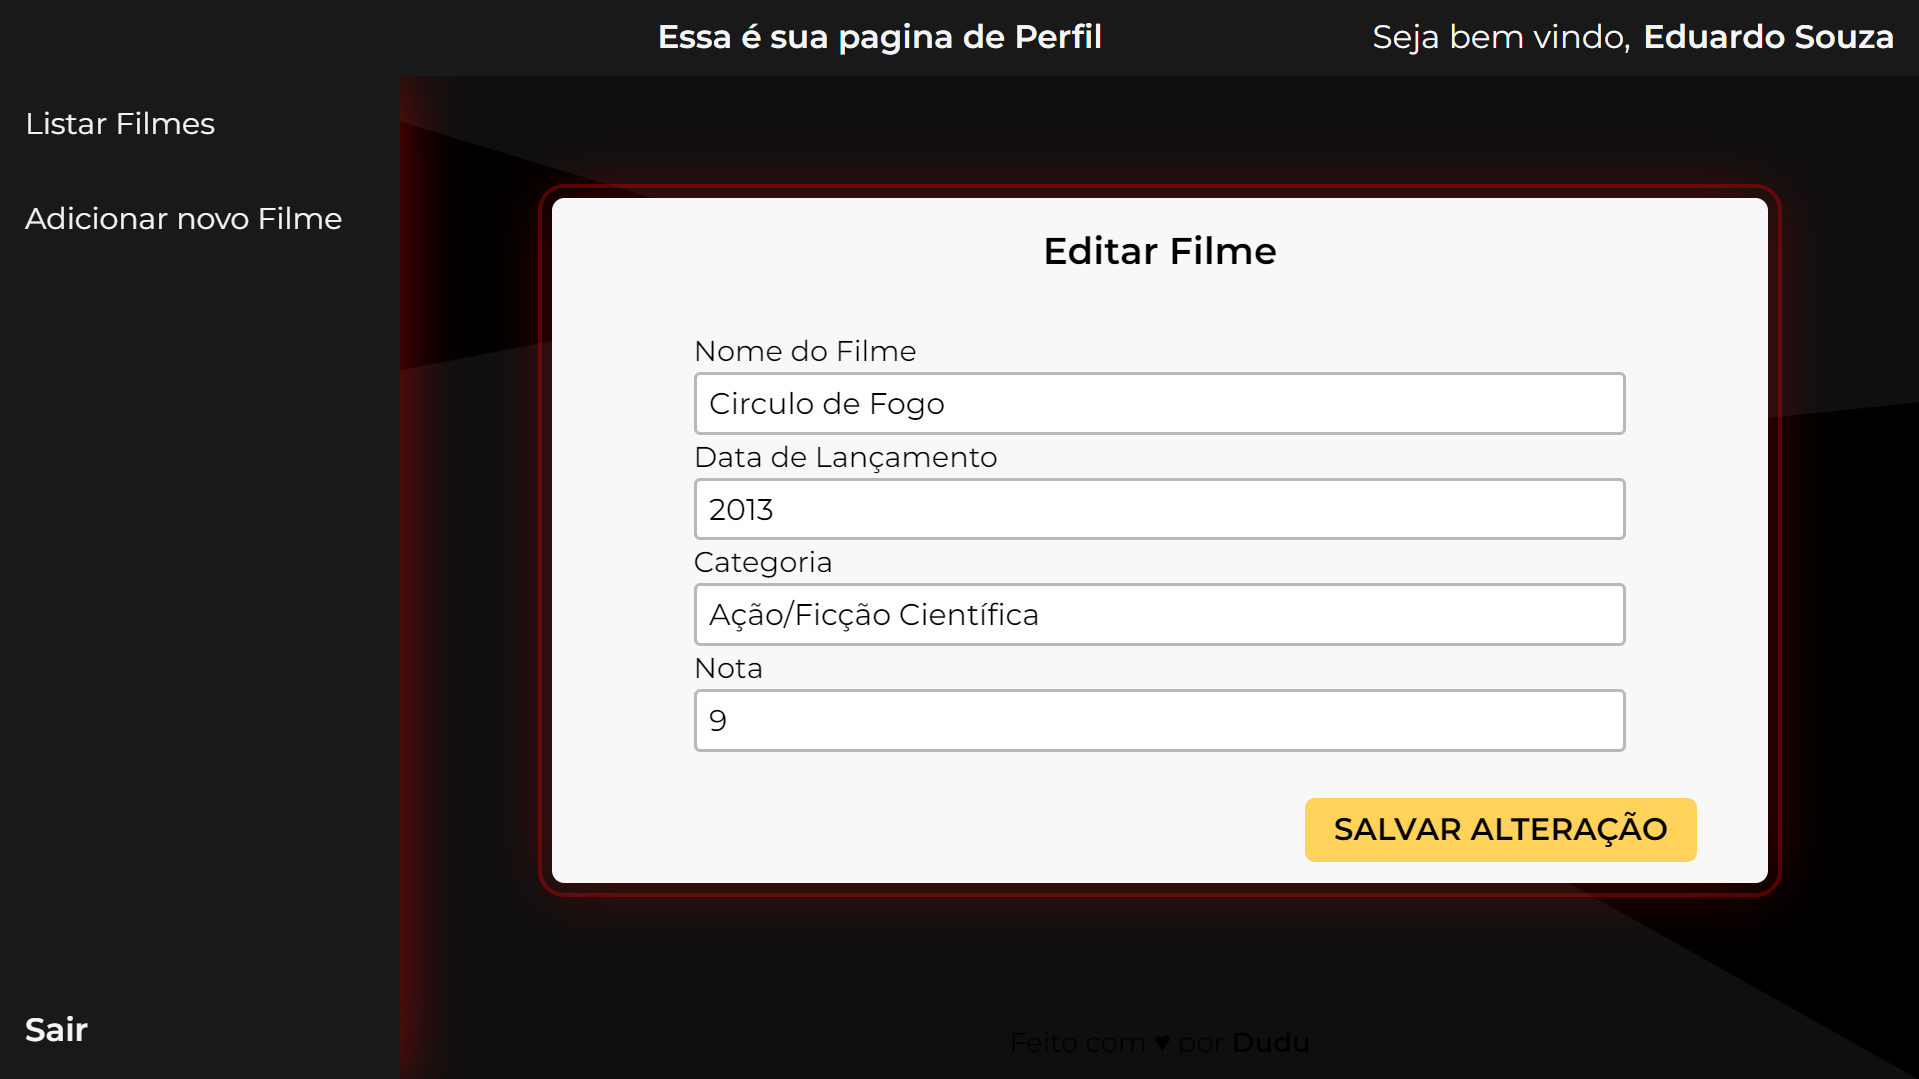 Essa é sua pagina de Perfil
Seja bem vindo, Eduardo Souza
Listar Filmes
Adicionar novo Filme
Sair
Editar Filme
Nome do Filme
Circulo de Fogo
Data de Lançamento
2013
Categoria
Ação/Ficção Científica
Nota
9
SALVAR ALTERAÇÃO
Feito com ♥ por Dudu